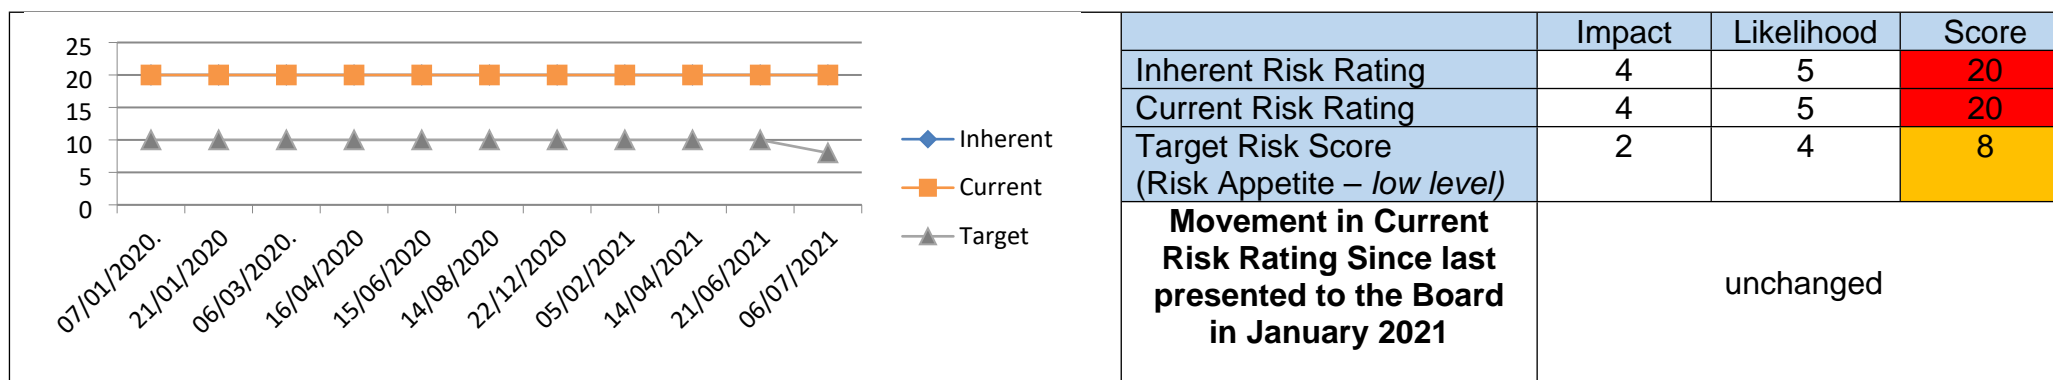 25
20
15
10
5
0
07/01/2020.
21/01/2020
06/03/2020.
16/04/2020
15/06/2020
14/08/2020
22/12/2020
05/02/2021
14/04/2021
21/06/2021
06/07/2021
Inherent
Current
Target
Impact Likelihood Score
Inherent Risk Rating 4 5 20
Current Risk Rating 4 5 20
Target Risk Score 2 4 8
(Risk Appetite – low level)
Movement in Current
Risk Rating Since last
presented to the Board
in January 2021
unchanged